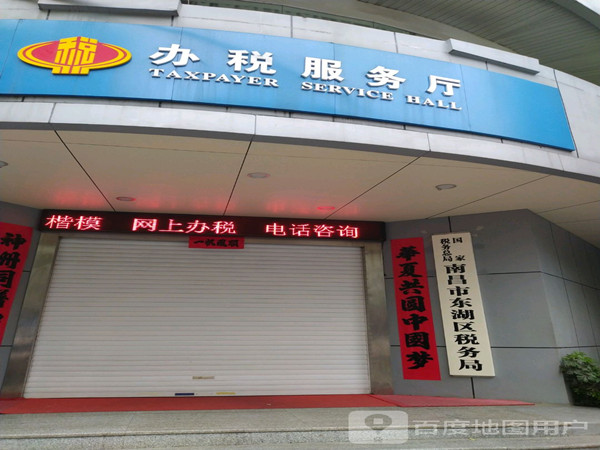 税
办税服务厅
TAXPAYER SERVICE HALL
楷模 网上办税 电话咨询
华夏共圆中国梦
国家
税务总局
南昌市东湖区税务局
百度地图用户